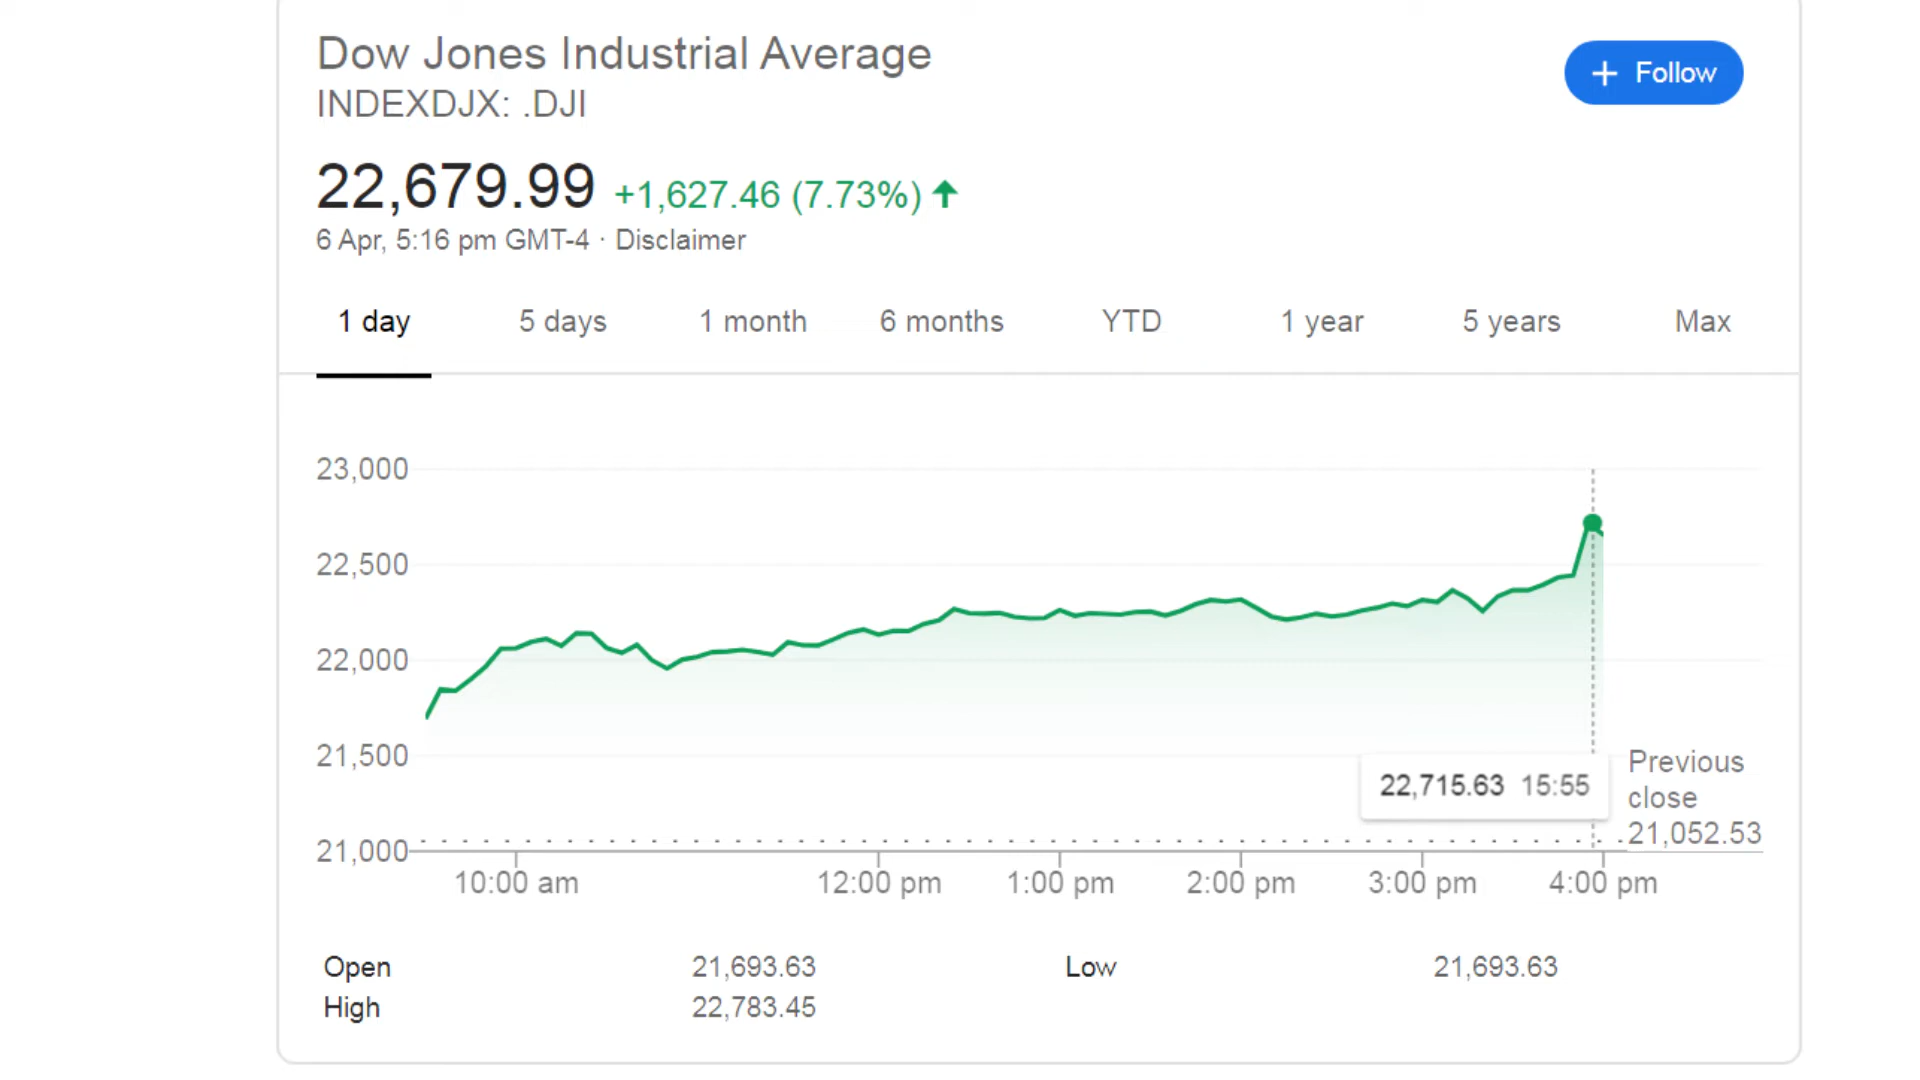 Dow Jones Industrial Average
INDEXDJX: .DJI
+ Follow
22,679.99 +1,627.46 (7.73%) ↑
6 Apr, 5:16 pm GMT-4 · Disclaimer
1 day 5 days 1 month 6 months YTD 1 year 5 years Max
23,000
22,500
22,000
21,500
21,000
22,715.63 15:55
Previous
close
21,052.53
10:00 am 12:00 pm 1:00 pm 2:00 pm 3:00 pm 4:00 pm
Open 21,693.63 Low 21,693.63
High 22,783.45